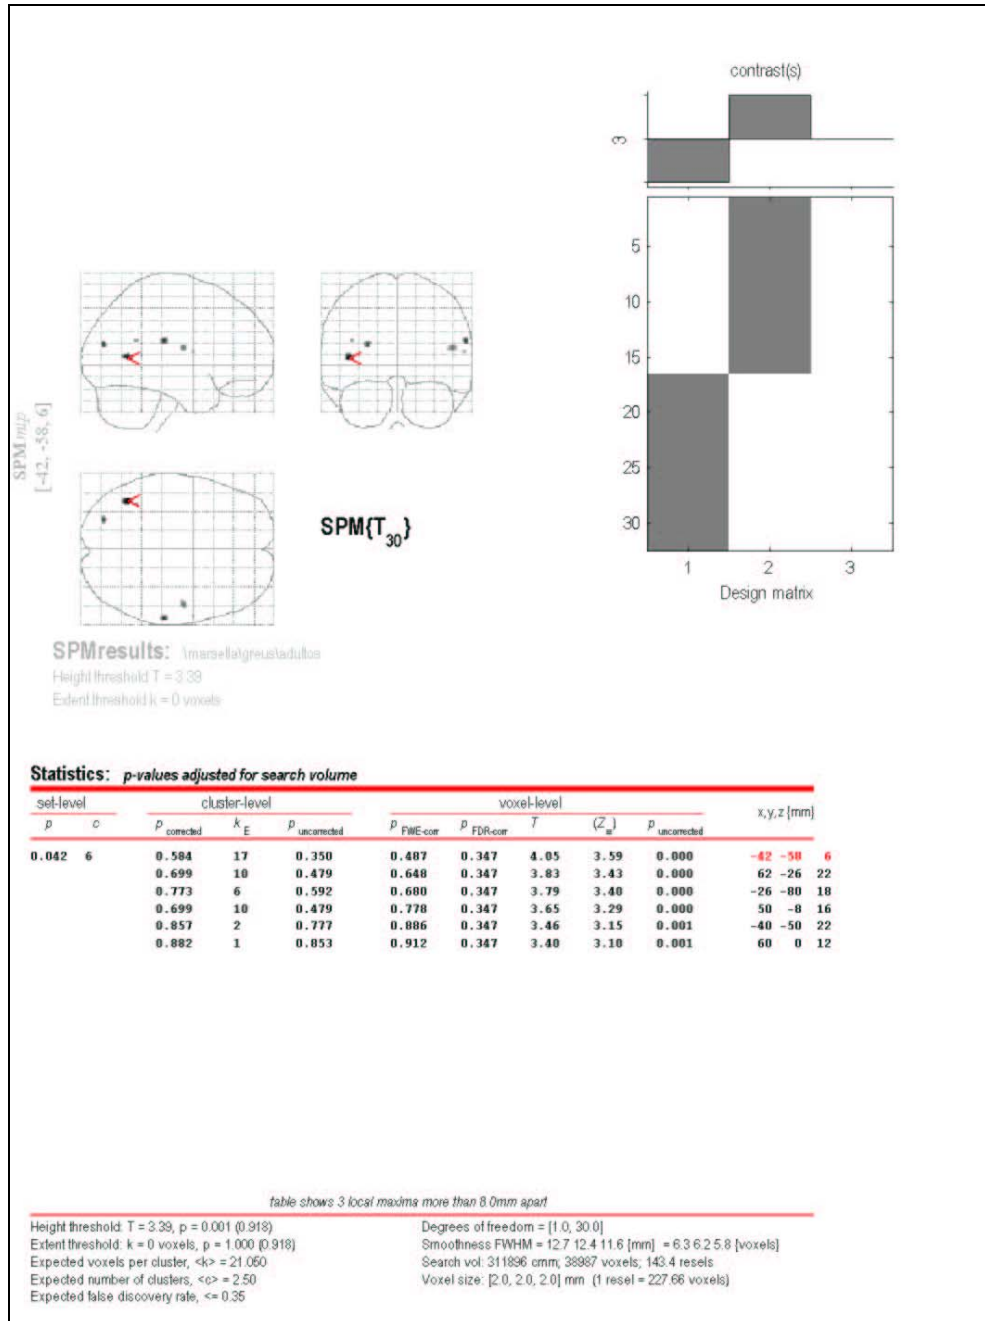 contrast(s)
3
5
10
15
20
25
30
1 2 3
Design matrix
SPMmip
[-42, -58, 6]
SPM{T30}
SPMresults: \marsella\greus\adultos
Height threshold T = 3.39
Extent threshold k = 0 voxels
Statistics: p-values adjusted for search volume
set-level cluster-level voxel-level x,y,z {mm}
p c p corrected k E p uncorrected p FWE-corr p FDR-corr T (Z≡) p uncorrected
0.042 6 0.584 17 0.350 0.487 0.347 4.05 3.59 0.000 -42 -58 6
0.699 10 0.479 0.648 0.347 3.83 3.43 0.000 62 -26 22
0.773 6 0.592 0.680 0.347 3.79 3.40 0.000 -26 -80 18
0.699 10 0.479 0.778 0.347 3.65 3.29 0.000 50 -8 16
0.857 2 0.777 0.886 0.347 3.46 3.15 0.001 -40 -50 22
0.882 1 0.853 0.912 0.347 3.40 3.10 0.001 60 0 12
table shows 3 local maxima more than 8.0mm apart
Height threshold: T = 3.39, p = 0.001 (0.918)
Extent threshold: k = 0 voxels, p = 1.000 (0.918)
Expected voxels per cluster, <k> = 21.050
Expected number of clusters, <c> = 2.50
Expected false discovery rate, <= 0.35
Degrees of freedom = [1.0, 30.0]
Smoothness FWHM = 12.7 12.4 11.6 {mm} = 6.3 6.2 5.8 {voxels}
Search vol: 311896 cmm; 38987 voxels; 143.4 resels
Voxel size: [2.0, 2.0, 2.0] mm (1 resel = 227.66 voxels)